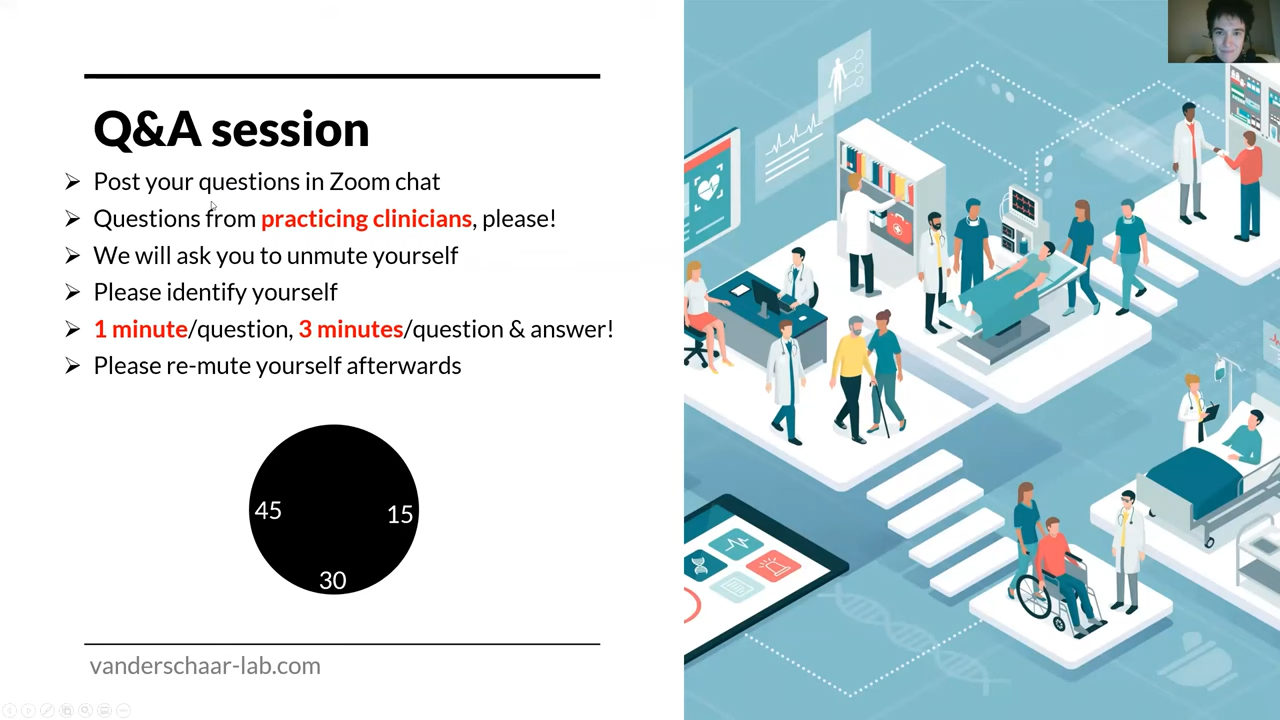 Q&A session
Post your questions in Zoom chat
Questions from practicing clinicians, please!
We will ask you to unmute yourself
Please identify yourself
1 minute/question, 3 minutes/question & answer!
Please re-mute yourself afterwards
45
15
30
vanderschaar-lab.com